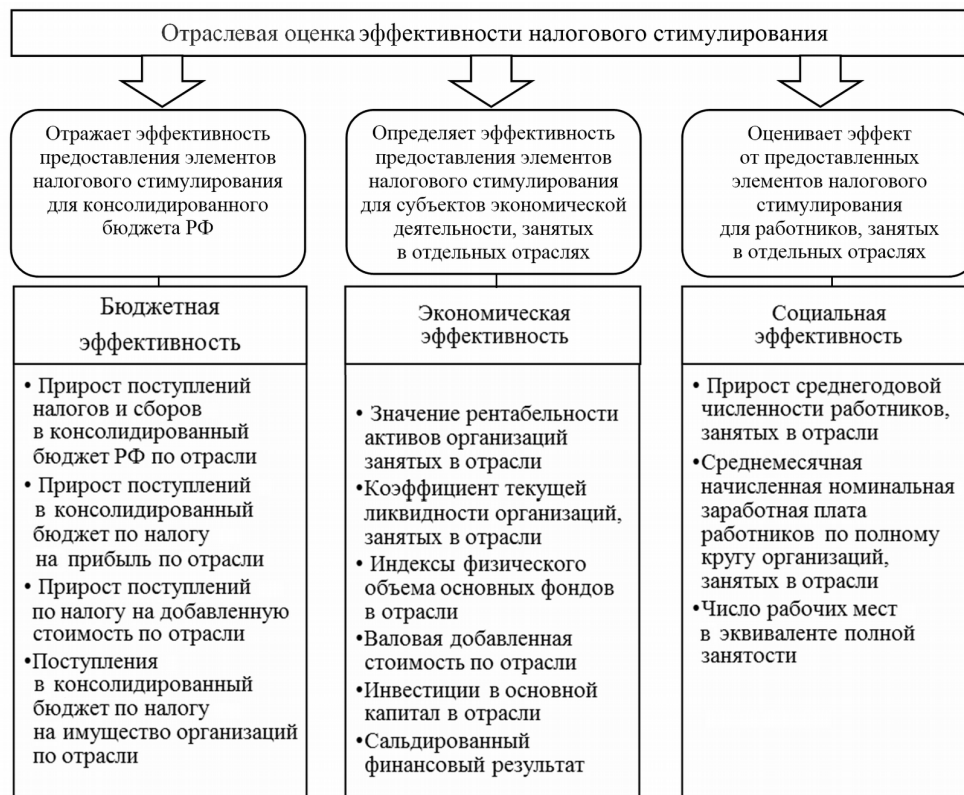 Отраслевая оценка эффективности налогового стимулирования
Отражает эффективность
предоставления элементов
налогового стимулирования
для консолидированного
бюджета РФ
Бюджетная
эффективность
• Прирост поступлений
налогов и сборов
в консолидированный
бюджет РФ по отрасли
• Прирост поступлений
в консолидированный
бюджет по налогу
на прибыль по отрасли
• Прирост поступлений
по налогу на добавленную
стоимость по отрасли
•Поступления
в консолидированный
бюджет по налогу
на имущество организаций
по отрасли
Определяет эффективность
предоставления элементов
налогового стимулирования
для субъектов экономической
деятельности, занятых
в отдельных отраслях
Экономическая
эффективность
• Значение рентабельности
активов организаций
занятых в отрасли
•Коэффициент текущей
ликвидности организаций,
занятых в отрасли
• Индексы физического
объема основных фондов
в отрасли
•Валовая добавленная
стоимость по отрасли
•Инвестиции в основной
капитал в отрасли
•Сальдированный
финансовый результат
Оценивает эффект
от предоставленных
элементов налогового
стимулирования
для работников, занятых
в отдельных отраслях
Социальная
эффективность
• Прирост среднегодовой
численности работников,
занятых в отрасли
•Среднемесячная
начисленная номинальная
заработная плата
работников по полному
кругу организаций,
занятых в отрасли
•Число рабочих мест
в эквиваленте полной
занятости